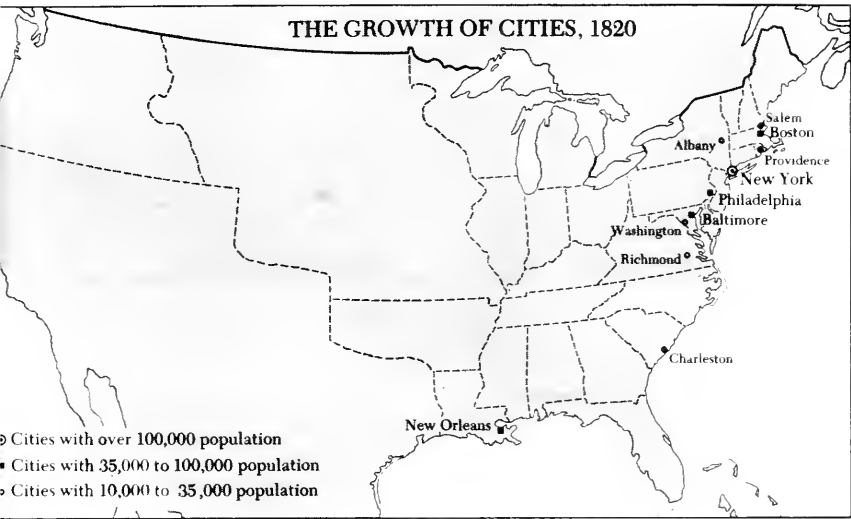 THE GROWTH OF CITIES, 1820
Salem
Boston
Albany
Providence
New York
Philadelphia
Baltimore
Washington
Richmond
Charleston
New Orleans
Cities with over 100,000 population
Cities with 35,000 to 100,000 population
Cities with 10,000 to 35,000 population